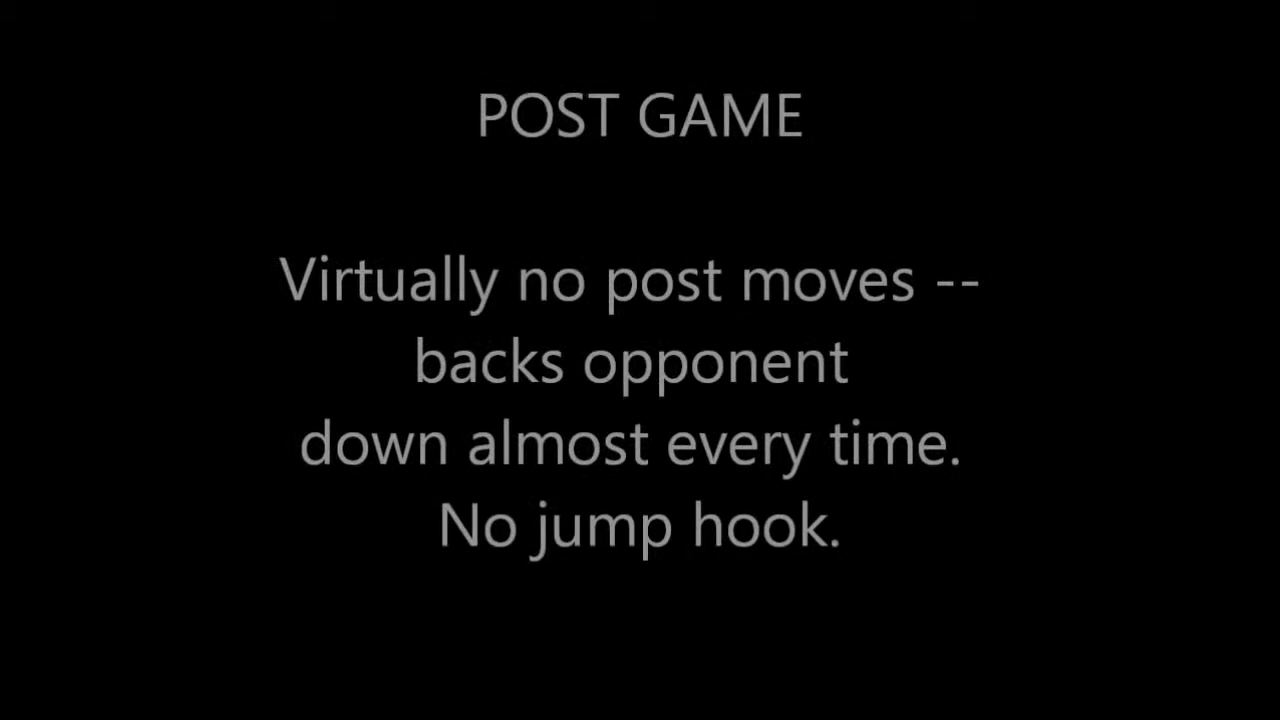 POST GAME
Virtually no post moves --
backs opponent
down almost every time.
No jump hook.